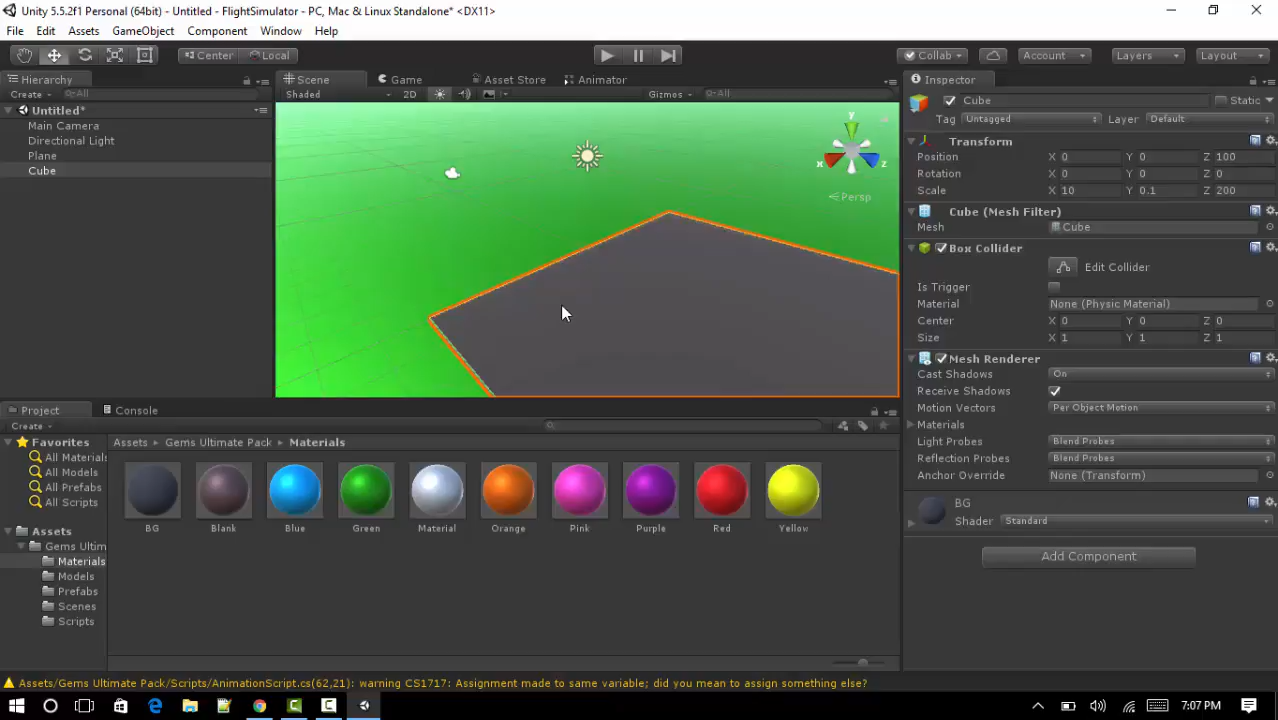 Unity 5.5.2f1 Personal (64bit) - Untitled - FlightSimulator - PC, Mac & Linux Standalone* <DX11>
File Edit Assets GameObject Component Window Help
Center Local Collab Account Layers Layout
Hierarchy
Create All
Untitled*
Main Camera
Directional Light
Plane
Cube
Scene Game Asset Store Animator
Shaded 2D Gizmos All
y
x z
Persp
Inspector
Cube Static
Tag Untagged Layer Default
Transform
Position X 0 Y 0 Z 100
Rotation X 0 Y 0 Z 0
Scale X 10 Y 0.1 Z 200
Cube (Mesh Filter)
Mesh Cube
Box Collider
Edit Collider
Is Trigger
Material None (Physic Material)
Center X 0 Y 0 Z 0
Size X 1 Y 1 Z 1
Mesh Renderer
Cast Shadows On
Receive Shadows
Motion Vectors Per Object Motion
Materials
Light Probes Blend Probes
Reflection Probes Blend Probes
Anchor Override None (Transform)
BG
Shader Standard
Add Component
Project Console
Create
Favorites
All Materials
All Models
All Prefabs
All Scripts
Assets
Gems Ultim
Materials
Models
Prefabs
Scenes
Scripts
Assets Gems Ultimate Pack Materials
BG Blank Blue Green Material Orange Pink Purple Red Yellow
Assets/Gems Ultimate Pack/Scripts/AnimationScript.cs(62,21): warning CS1717: Assignment made to same variable; did you mean to assign something else?
7:07 PM